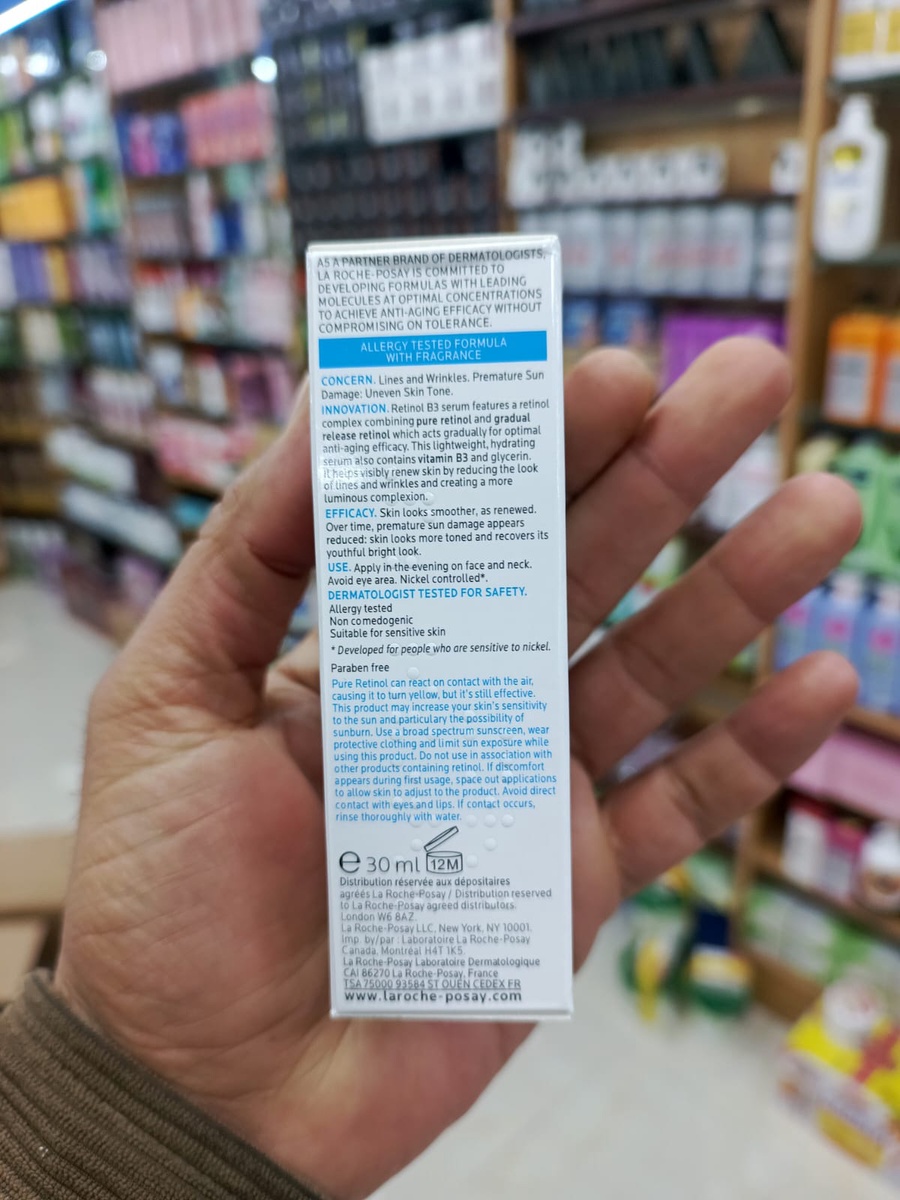 AS A PARTNER BRAND OF DERMATOLOGISTS,
LA ROCHE-POSAY IS COMMITTED TO
DEVELOPING FORMULAS WITH LEADING
MOLECULES AT OPTIMAL CONCENTRATIONS
TO ACHIEVE ANTI-AGING EFFICACY WITHOUT
COMPROMISING ON TOLERANCE.
ALLERGY TESTED FORMULA
WITH FRAGRANCE
CONCERN. Lines and Wrinkles. Premature Sun
Damage: Uneven Skin Tone.
INNOVATION. Retinol B3 serum features a retinol
complex combining pure retinol and gradual
release retinol which acts gradually for optimal
anti-aging efficacy. This lightweight, hydrating
serum also contains vitamin B3 and glycerin.
It helps visibly renew skin by reducing the look
of lines and wrinkles and creating a more
luminous complexion.
EFFICACY. Skin looks smoother, as renewed.
Over time, premature sun damage appears
reduced: skin looks more toned and recovers its
youthful bright look.
USE. Apply in the evening on face and neck.
Avoid eye area. Nickel controlled*.
DERMATOLOGIST TESTED FOR SAFETY.
Allergy tested
Non comedogenic
Suitable for sensitive skin
* Developed for people who are sensitive to nickel.
Paraben free
Pure Retinol can react on contact with the air,
causing it to turn yellow, but it's still effective.
This product may increase your skin's sensitivity
to the sun and particulary the possibility of
sunburn. Use a broad spectrum sunscreen, wear
protective clothing and limit sun exposure while
using this product. Do not use in association with
other products containing retinol. If discomfort
appears during first usage, space out applications
to allow skin to adjust to the product. Avoid direct
contact with eyes and lips. If contact occurs,
rinse thoroughly with water.
e 30 ml 12M
Distribution réservée aux dépositaires
agréés La Roche-Posay / Distribution reserved
to La Roche-Posay agreed distributors.
London W6 8AZ.
La Roche-Posay LLC, New York, NY 10001.
Imp. by/par : Laboratoire La Roche-Posay
Canada, Montréal H4T 1K5.
La Roche-Posay Laboratoire Dermatologique
CAI 86270 La Roche-Posay, France
TSA 75000 93584 ST OUEN CEDEX FR
www.laroche-posay.com